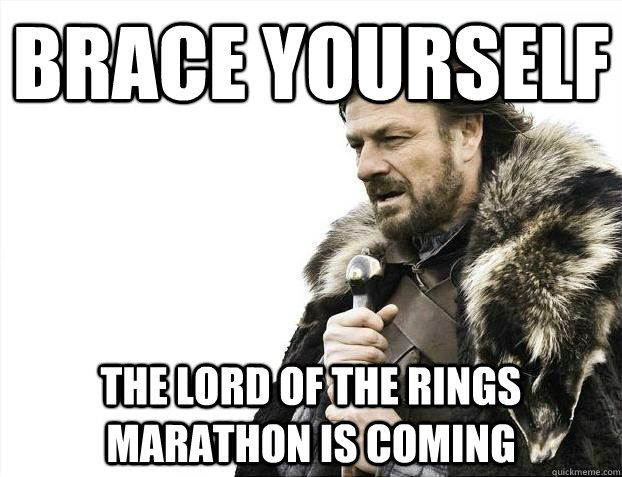 BRACE YOURSELF
THE LORD OF THE RINGS
MARATHON IS COMING
quickmeme.com